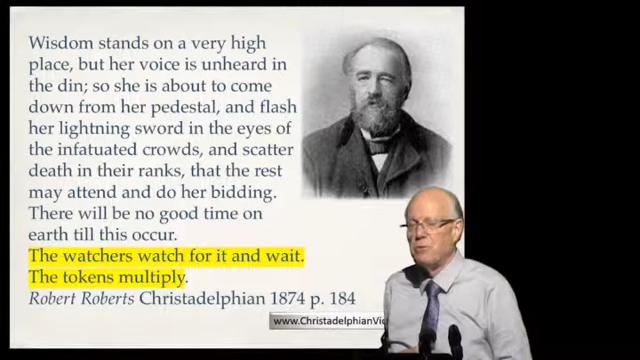 Wisdom stands on a very high
place, but her voice is unheard in
the din; so she is about to come
down from her pedestal, and flash
her lightning sword in the eyes of
the infatuated crowds, and scatter
death in their ranks, that the rest
may attend and do her bidding.
There will be no good time on
earth till this occur.
The watchers watch for it and wait.
The tokens multiply.
Robert Roberts Christadelphian 1874 p. 184